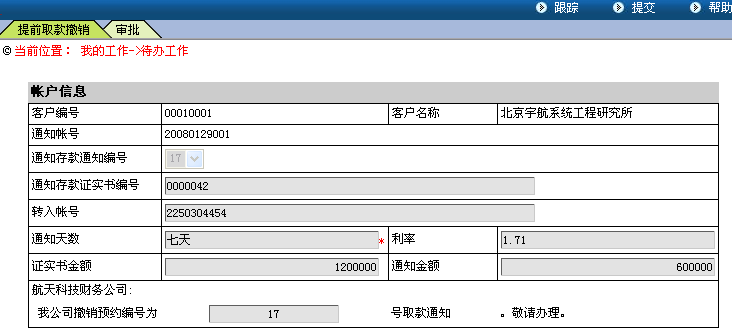 跟踪 提交 帮助
提前取款撤销 审批
© 当前位置： 我的工作->待办工作
帐户信息
客户编号 00010001 客户名称 北京宇航系统工程研究所
通知帐号 20080129001
通知存款通知编号 17
通知存款证实书编号 0000042
转入帐号 2250304454
通知天数 七天 * 利率 1.71
证实书金额 1200000 通知金额 600000
航天科技财务公司:
我公司撤销预约编号为 17 号取款通知 。敬请办理。